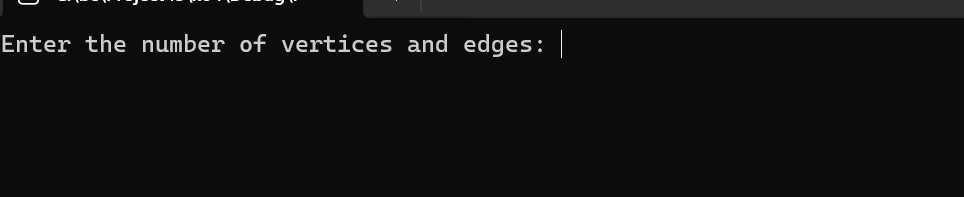 Enter the number of vertices and edges: